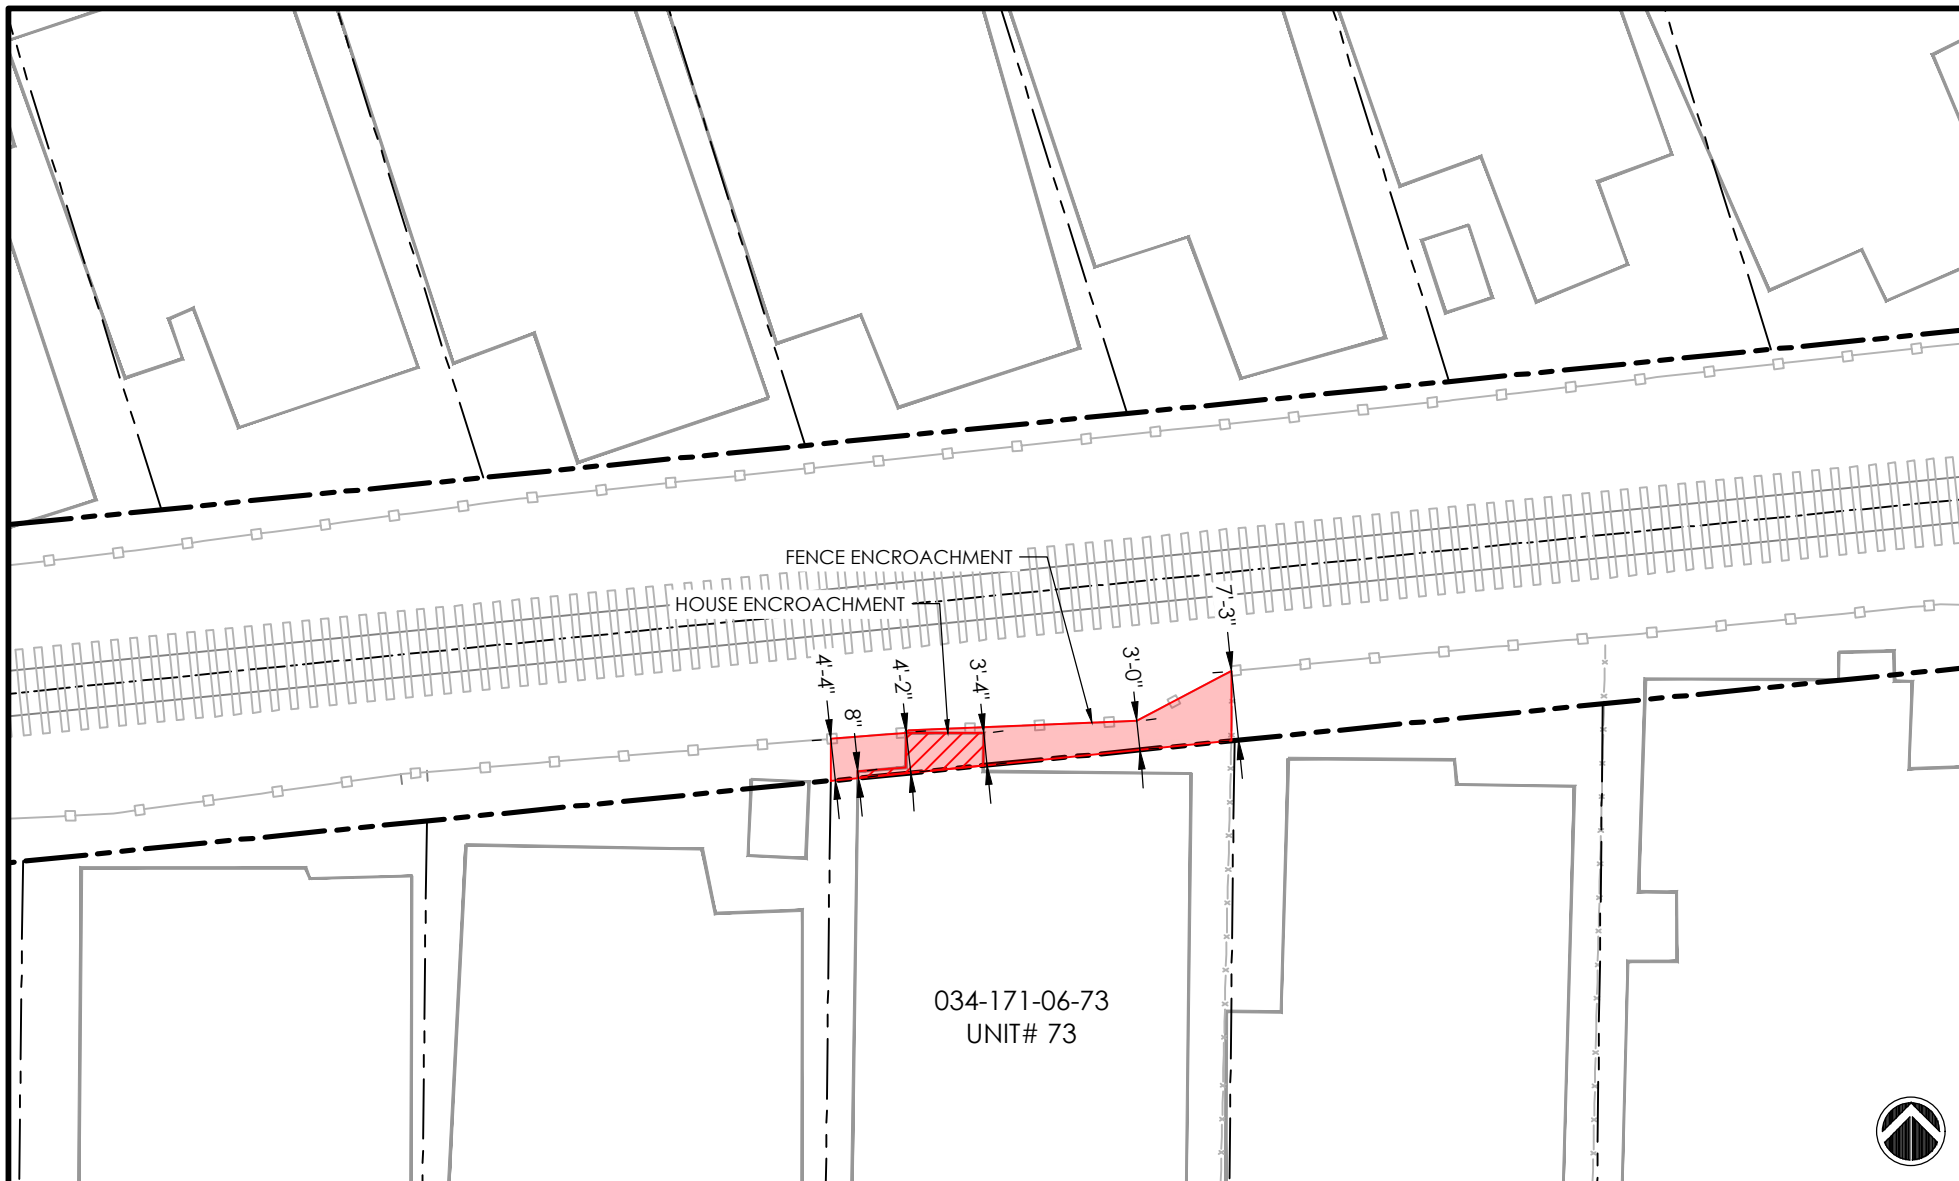 FENCE ENCROACHMENT
HOUSE ENCROACHMENT
7'-3"
4'-4"
4'-2"
3'-4"
3'-0"
8"
034-171-06-73
UNIT# 73